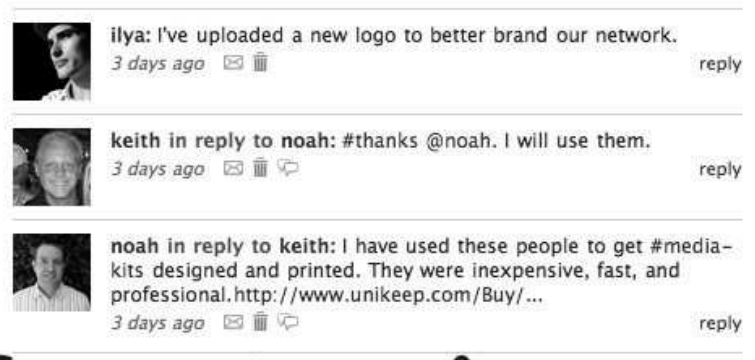 ilya: I've uploaded a new logo to better brand our network.
3 days ago
reply
keith in reply to noah: #thanks @noah. I will use them.
3 days ago
reply
noah in reply to keith: I have used these people to get #media-
kits designed and printed. They were inexpensive, fast, and
professional.http://www.unikeep.com/Buy/...
3 days ago
reply